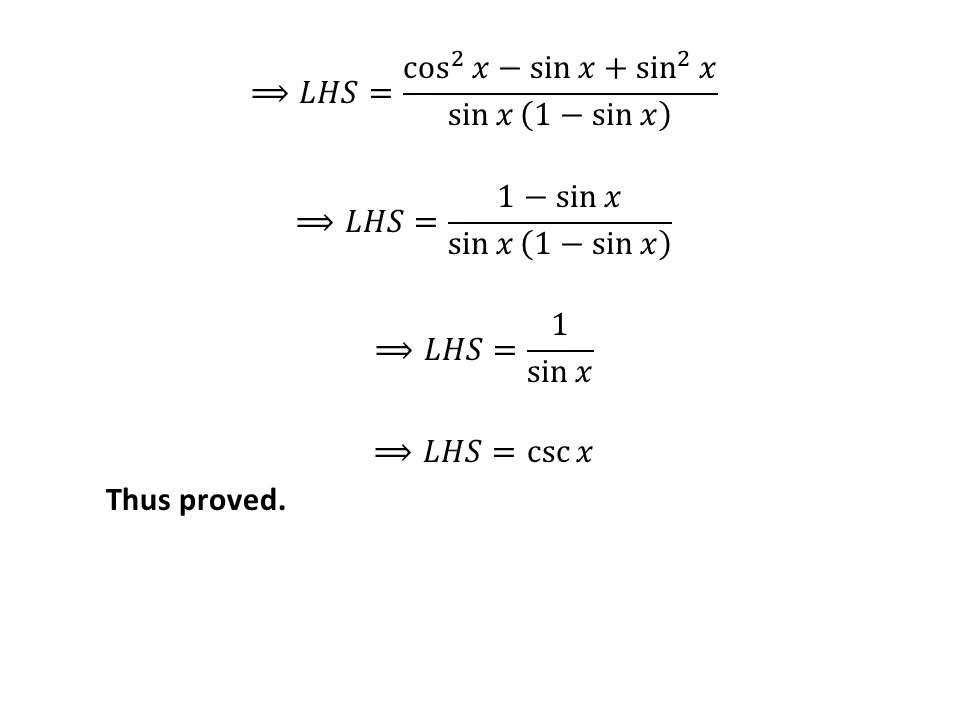 ⟹ LHS = (cos² x − sin x + sin² x) / (sin x (1 − sin x))
⟹ LHS = (1 − sin x) / (sin x (1 − sin x))
⟹ LHS = 1 / sin x
⟹ LHS = csc x
Thus proved.